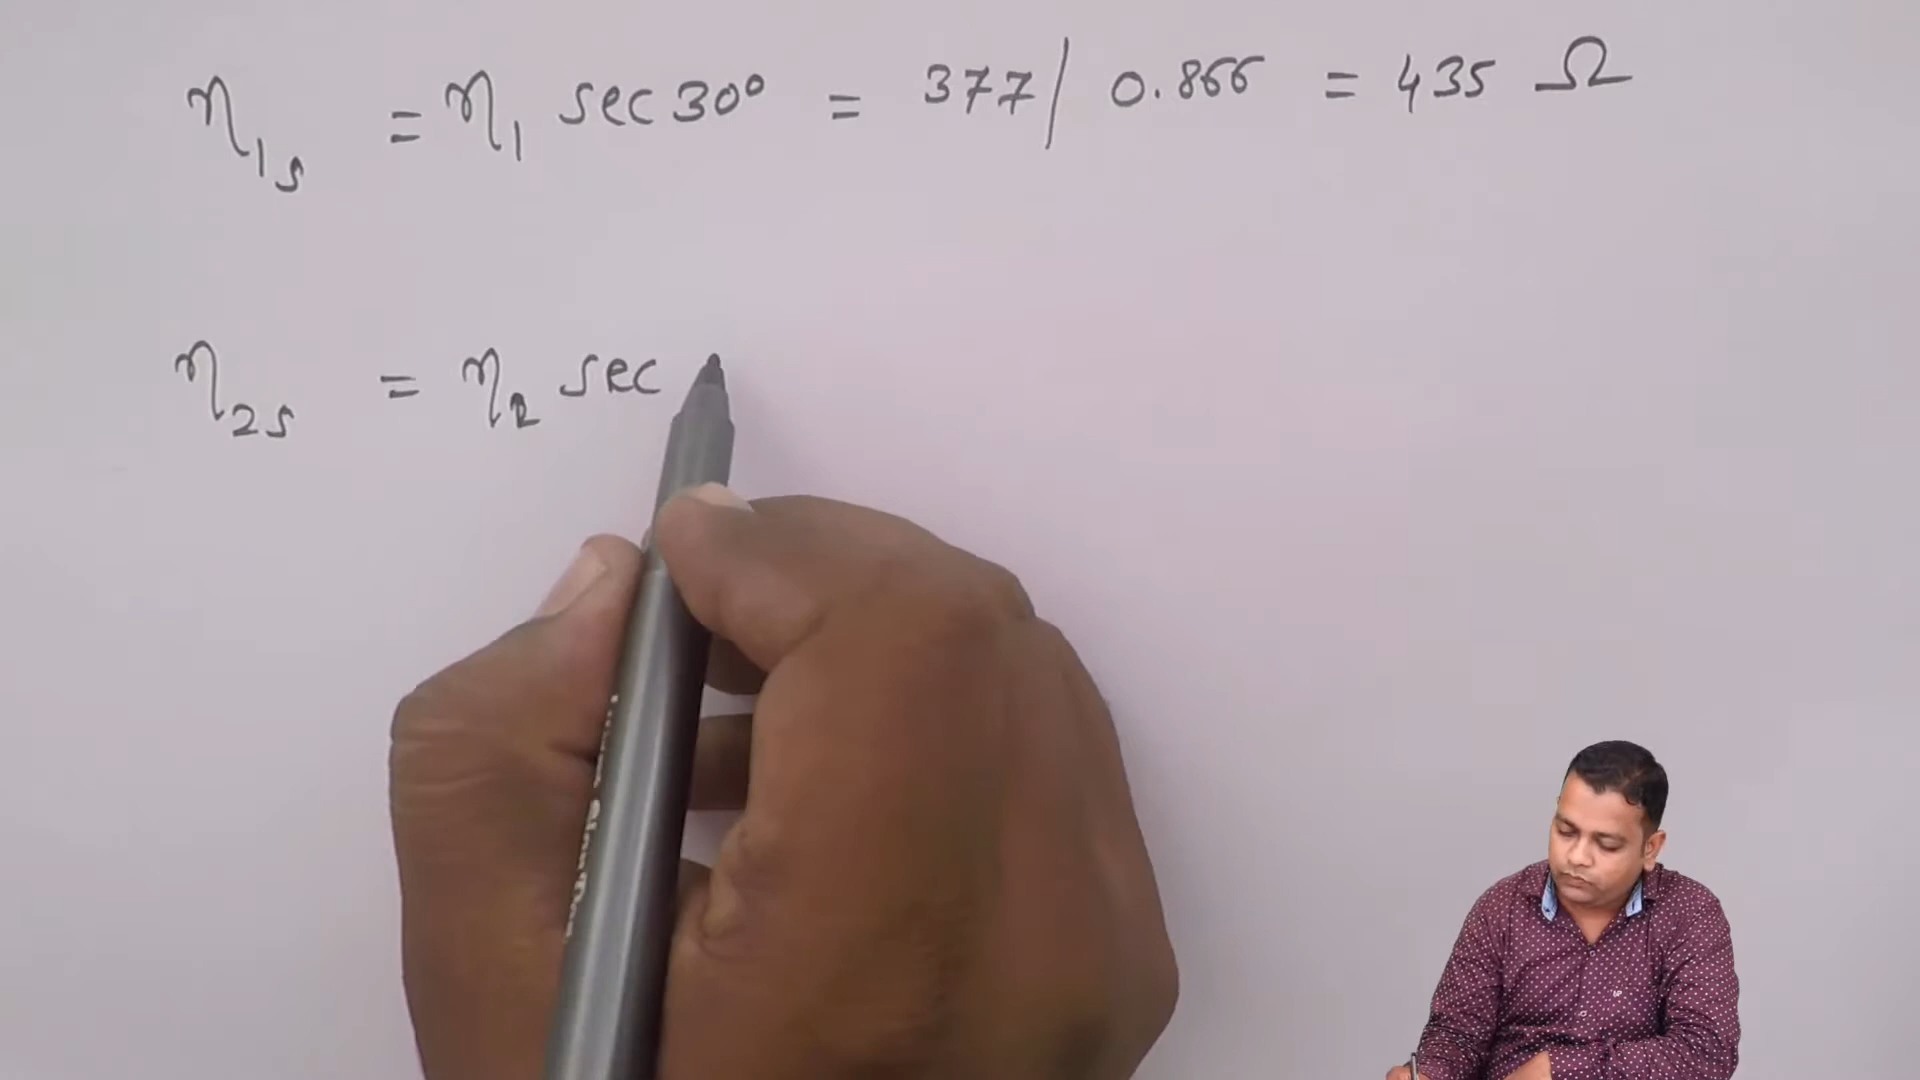 η1s = η1 sec 30° = 377 / 0.866 = 435 Ω
η2s = η2 sec